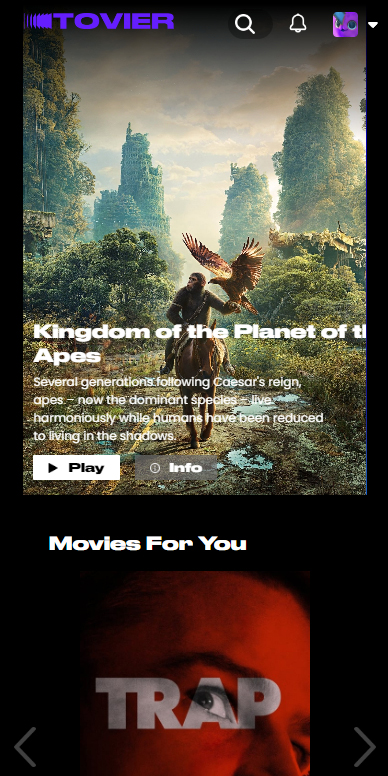 TOVIER
Kingdom of the Planet of th
Apes
Several generations following Caesar's reign,
apes – now the dominant species – live
harmoniously while humans have been reduced
to living in the shadows.
Play
Info
Movies For You
TRAP